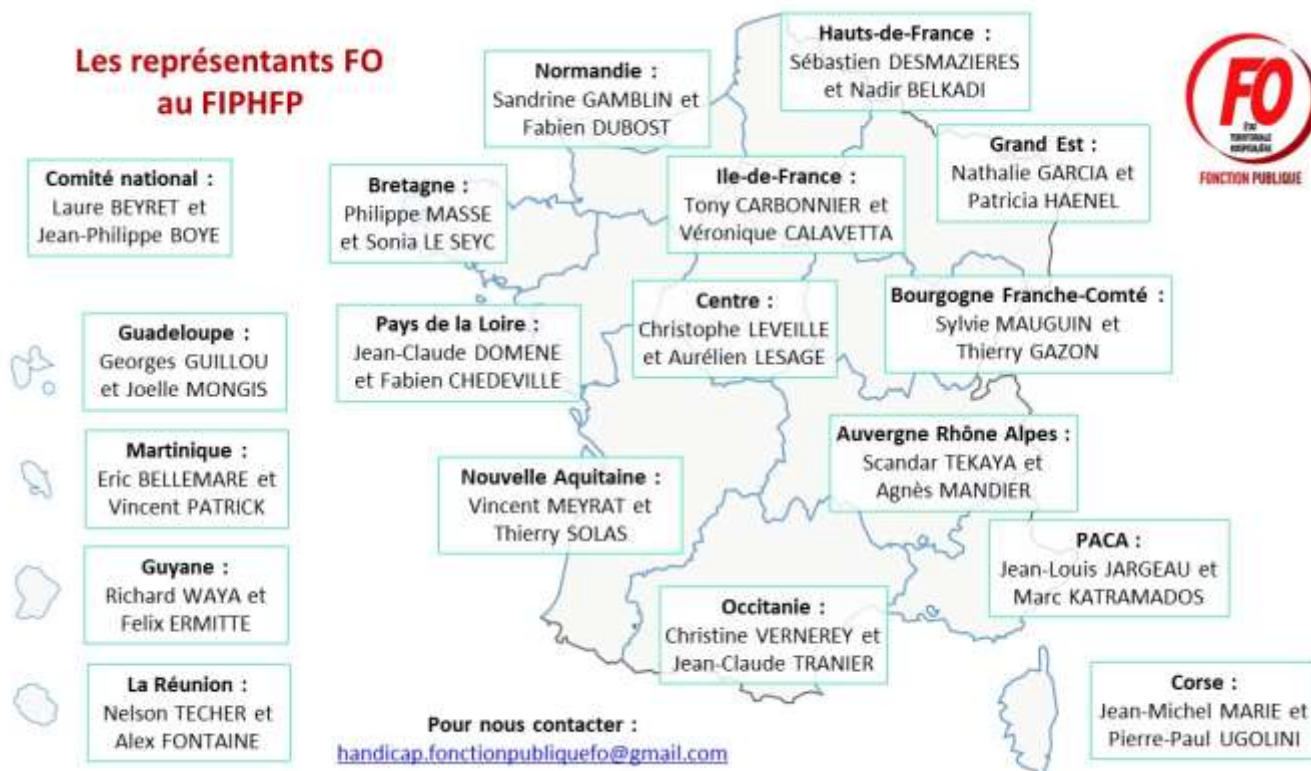 Les représentants FO
au FIPHFP
Hauts-de-France :
Sébastien DESMAZIERES
et Nadir BELKADI
Normandie :
Sandrine GAMBLIN et
Fabien DUBOST
FO
ÉTAT
TERRITORIALE
HOSPITALIÈRE
FONCTION PUBLIQUE
Grand Est :
Nathalie GARCIA et
Patricia HAENEL
Comité national :
Laure BEYRET et
Jean-Philippe BOYE
Bretagne :
Philippe MASSE
et Sonia LE SEYC
Ile-de-France :
Tony CARBONNIER et
Véronique CALAVETTA
Bourgogne Franche-Comté :
Sylvie MAUGUIN et
Thierry GAZON
Centre :
Christophe LEVEILLE
et Aurélien LESAGE
Pays de la Loire :
Jean-Claude DOMENE
et Fabien CHEDEVILLE
Guadeloupe :
Georges GUILLOU
et Joelle MONGIS
Martinique :
Eric BELLEMARE et
Vincent PATRICK
Nouvelle Aquitaine :
Vincent MEYRAT et
Thierry SOLAS
Auvergne Rhône Alpes :
Scandar TEKAYA et
Agnès MANDIER
PACA :
Jean-Louis JARGEAU et
Marc KATRAMADOS
Guyane :
Richard WAYA et
Felix ERMITTE
Occitanie :
Christine VERNEREY et
Jean-Claude TRANIER
La Réunion :
Nelson TECHER et
Alex FONTAINE
Corse :
Jean-Michel MARIE et
Pierre-Paul UGOLINI
Pour nous contacter :
handicap.fonctionpubliquefo@gmail.com